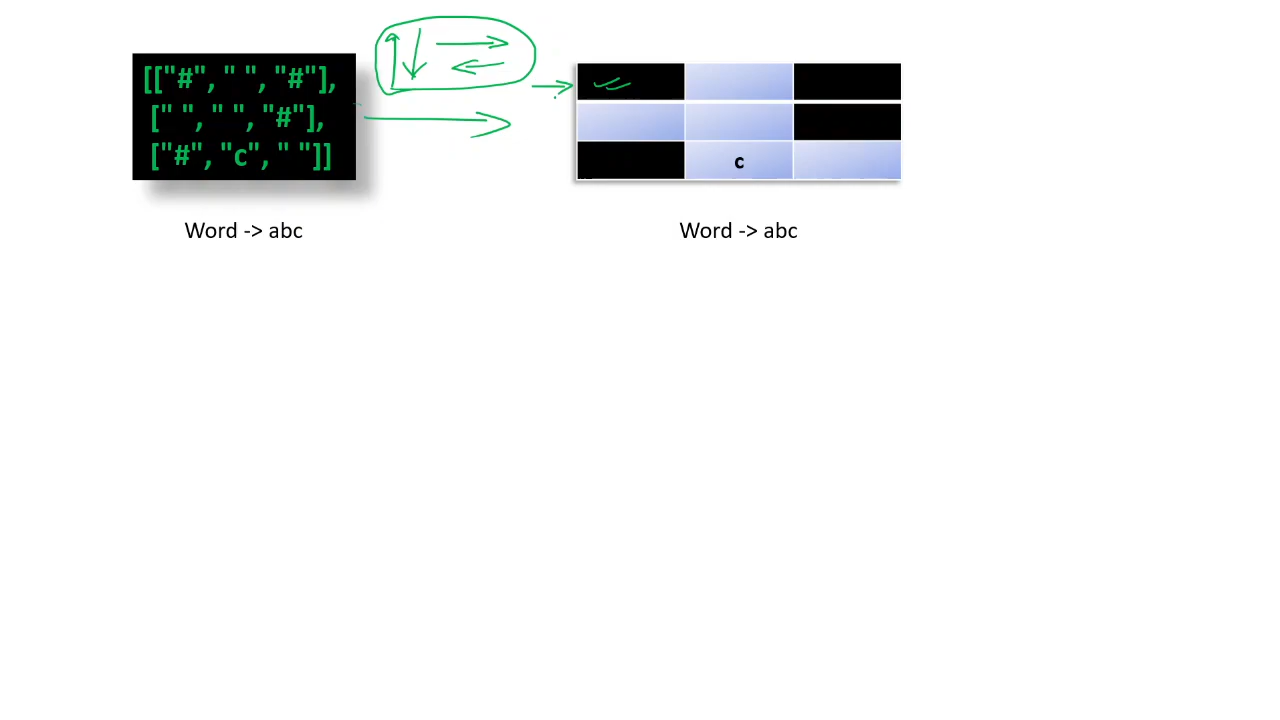 [["#", " ", "#"],
[" ", " ", "#"],
["#", "c", " "]]
c
Word -> abc
Word -> abc